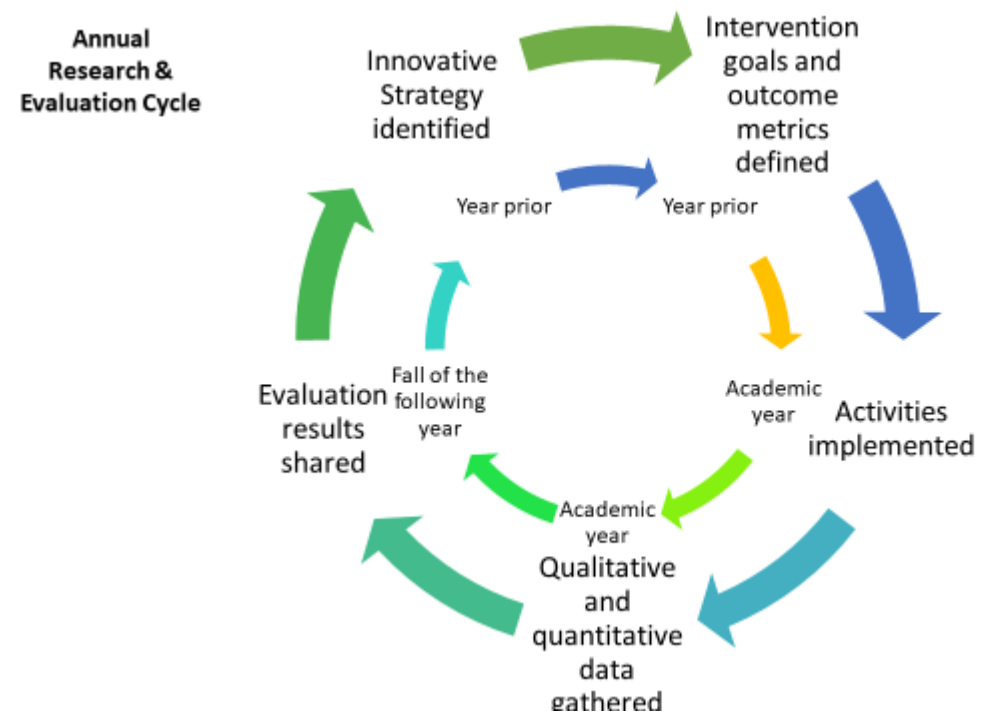 Annual
Research &
Evaluation Cycle
Innovative
Strategy
identified
Intervention
goals and
outcome
metrics
defined
Year prior
Year prior
Academic
year
Activities
implemented
Academic
year
Qualitative
and
quantitative
data
gathered
Fall of the
following
year
Evaluation
results
shared